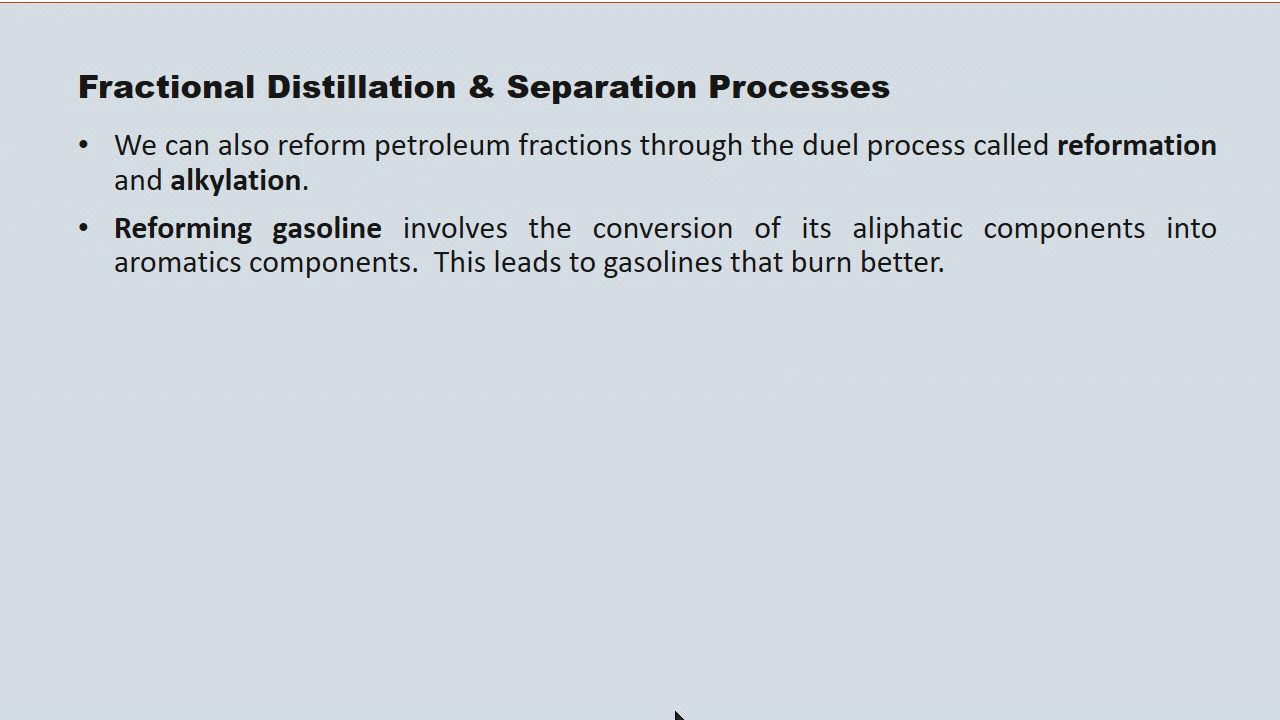 Fractional Distillation & Separation Processes
• We can also reform petroleum fractions through the duel process called reformation
and alkylation.
• Reforming gasoline involves the conversion of its aliphatic components into
aromatics components.  This leads to gasolines that burn better.